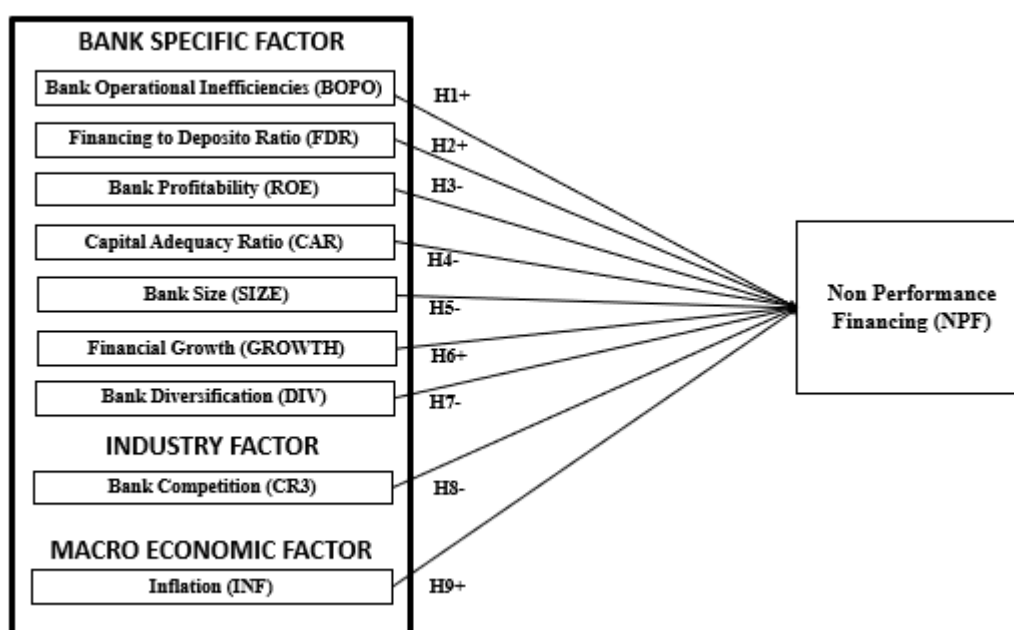 BANK SPECIFIC FACTOR
Bank Operational Inefficiencies (BOPO)
H1+
Financing to Deposito Ratio (FDR)
H2+
Bank Profitability (ROE)
H3-
Capital Adequacy Ratio (CAR)
H4-
Bank Size (SIZE)
H5-
Financial Growth (GROWTH)
H6+
Bank Diversification (DIV)
H7-
INDUSTRY FACTOR
Bank Competition (CR3)
H8-
MACRO ECONOMIC FACTOR
Inflation (INF)
H9+
Non Performance
Financing (NPF)